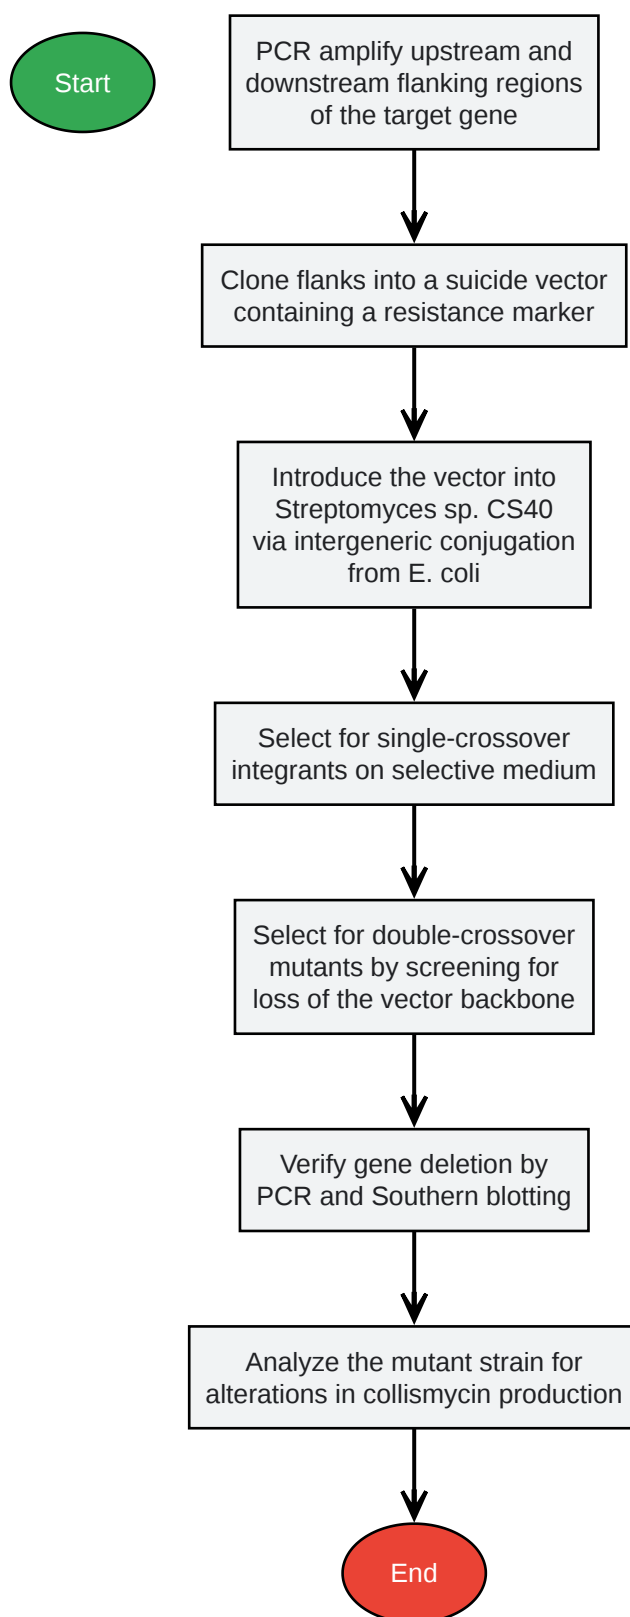 Start
PCR amplify upstream and
downstream flanking regions
of the target gene
Clone flanks into a suicide vector
containing a resistance marker
Introduce the vector into
Streptomyces sp. CS40
via intergeneric conjugation
from E. coli
Select for single-crossover
integrants on selective medium
Select for double-crossover
mutants by screening for
loss of the vector backbone
Verify gene deletion by
PCR and Southern blotting
Analyze the mutant strain for
alterations in collismycin production
End